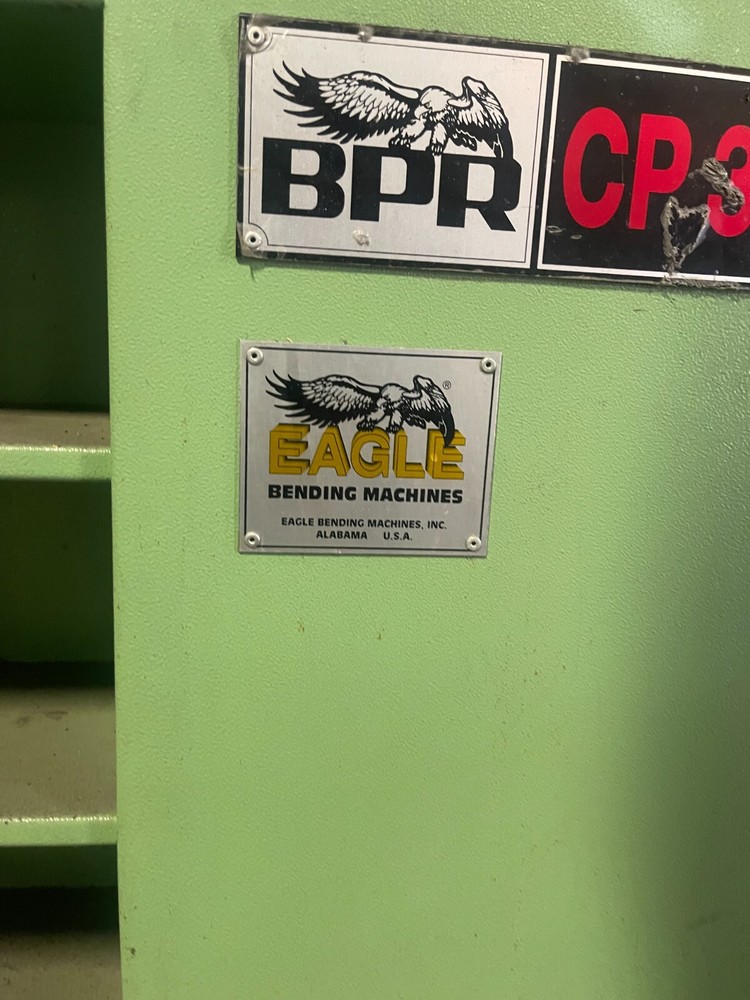 BPR
CP 3
EAGLE ®
BENDING MACHINES
EAGLE BENDING MACHINES, INC.
ALABAMA U.S.A.